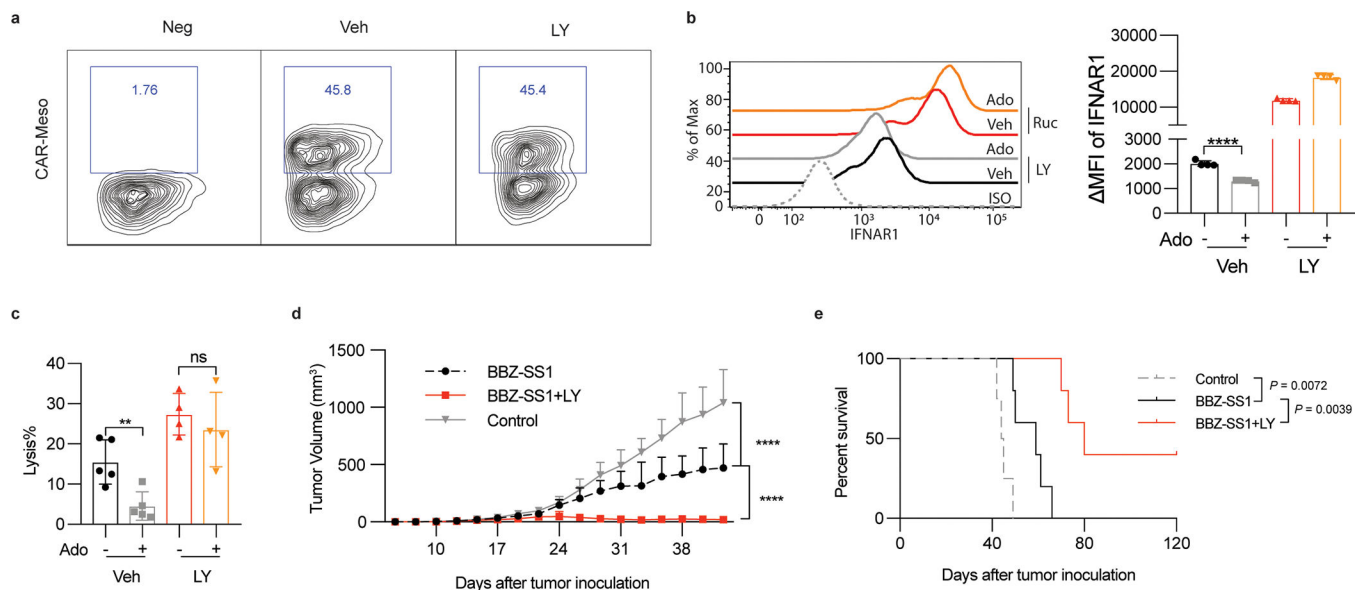 a
Neg Veh LY
CAR-Meso
1.76 45.8 45.4
b
% of Max
100
80
60
40
20
0
Ado
Veh
Ruc
Ado
Veh
LY
ISO
0 10² 10³ 10⁴ 10⁵
IFNAR1
ΔMFI of IFNAR1
30000
20000
10000
3000
2000
1000
0
****
Ado - + - +
Veh LY
c
Lysis%
40
30
20
10
0
**
ns
Ado - + - +
Veh LY
d
Tumor Volume (mm³)
1500
1000
500
0
BBZ-SS1
BBZ-SS1+LY
Control
****
****
10 17 24 31 38
Days after tumor inoculation
e
Percent survival
100
50
0
Control
BBZ-SS1
BBZ-SS1+LY
P = 0.0072
P = 0.0039
0 40 80 120
Days after tumor inoculation